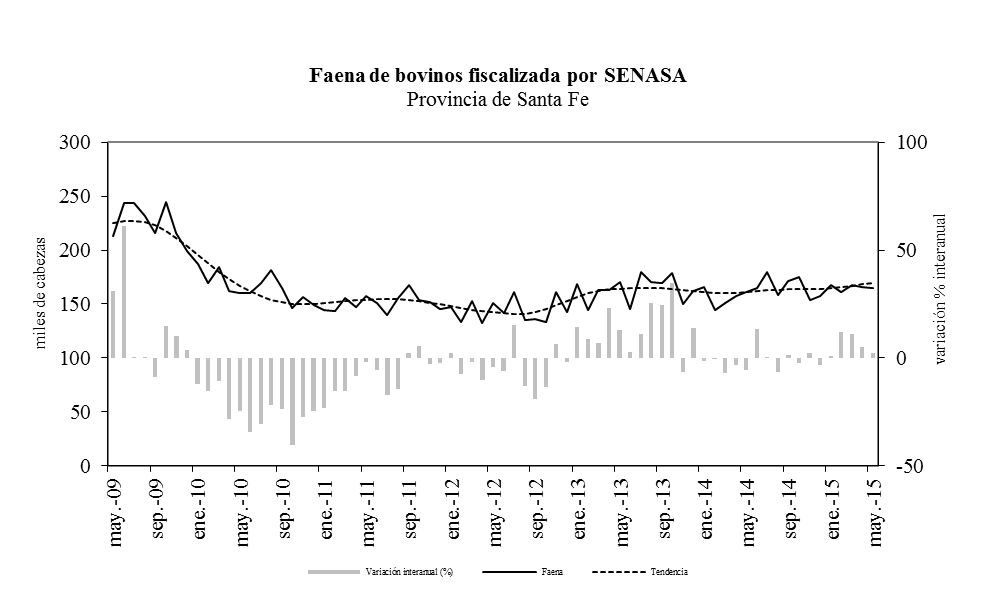 Faena de bovinos fiscalizada por SENASA
Provincia de Santa Fe
300
250
200
150
100
50
0
miles de cabezas
100
50
0
-50
variación % interanual
may.-09
sep.-09
ene.-10
may.-10
sep.-10
ene.-11
may.-11
sep.-11
ene.-12
may.-12
sep.-12
ene.-13
may.-13
sep.-13
ene.-14
may.-14
sep.-14
ene.-15
may.-15
Variación interanual (%) Faena Tendencia